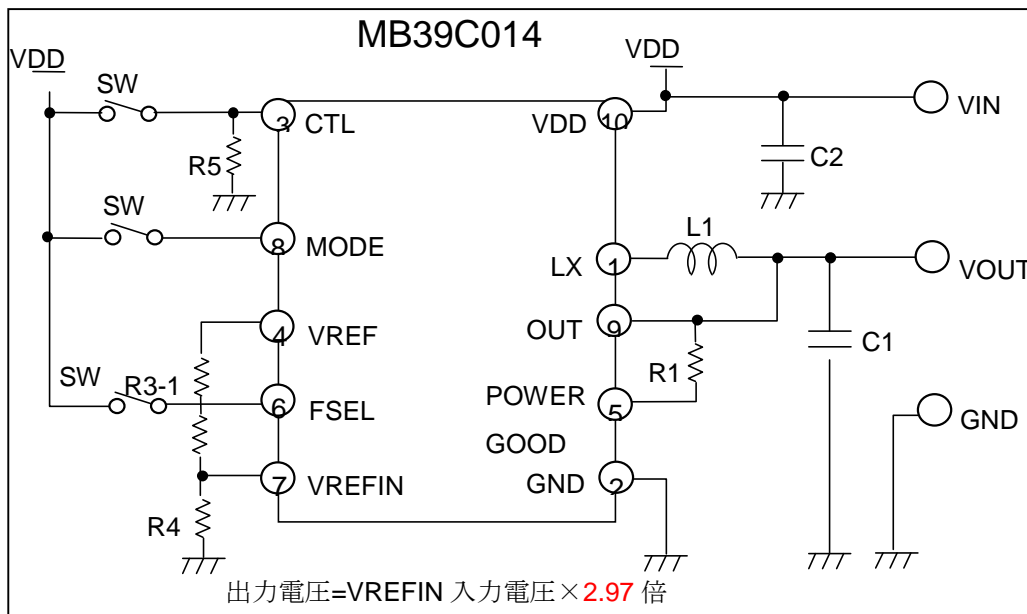 MB39C014
VDD
SW
3
CTL
R5
SW
8
MODE
4
VREF
SW
R3-1
6
FSEL
7
VREFIN
R4
VDD
VDD
10
VIN
C2
L1
LX
1
VOUT
OUT
9
C1
R1
POWER
GOOD
5
GND
GND
2
出力電圧=VREFIN 入力電圧×2.97 倍